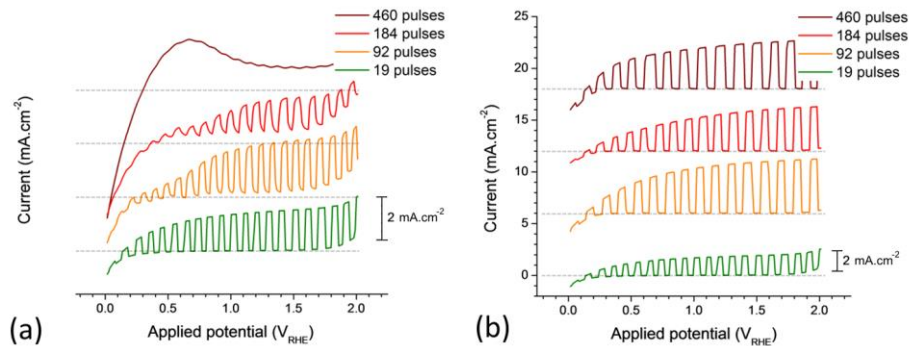 460 pulses
184 pulses
92 pulses
19 pulses
Current (mA.cm-2)
2 mA.cm-2
0.0 0.5 1.0 1.5 2.0
Applied potential (VRHE)
(a)
460 pulses
184 pulses
92 pulses
19 pulses
25
20
15
10
5
0
Current (mA.cm-2)
2 mA.cm-2
0.0 0.5 1.0 1.5 2.0
Applied potential (VRHE)
(b)